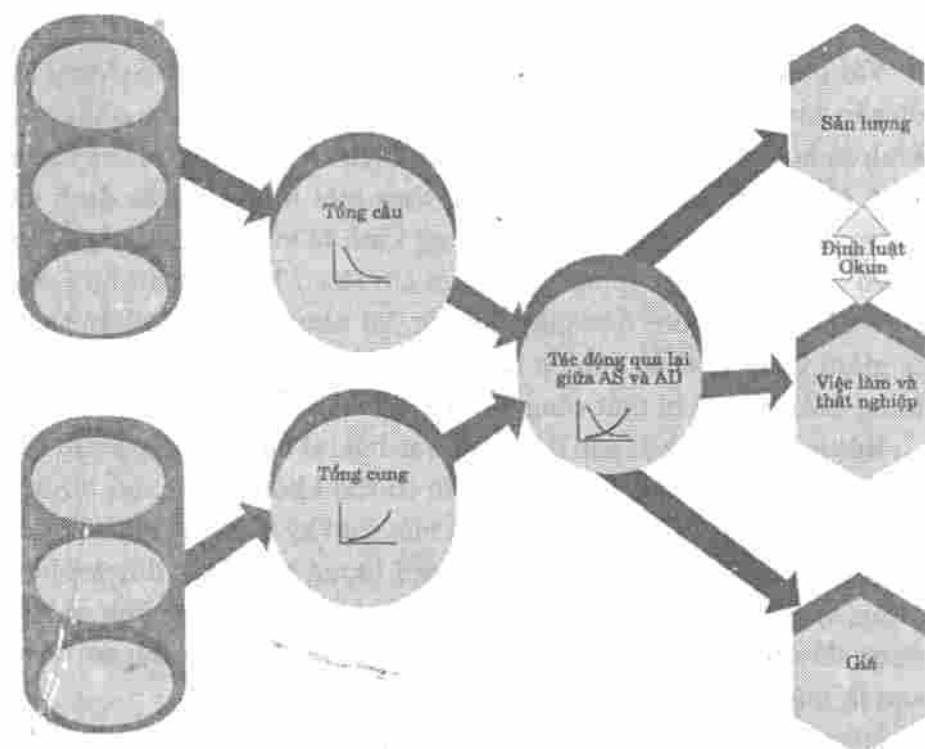 Sản lượng
Tổng cầu
Định luật
Okun
Tác động qua lại
giữa AS và AD
Việc làm và
thất nghiệp
Tổng cung
Giá